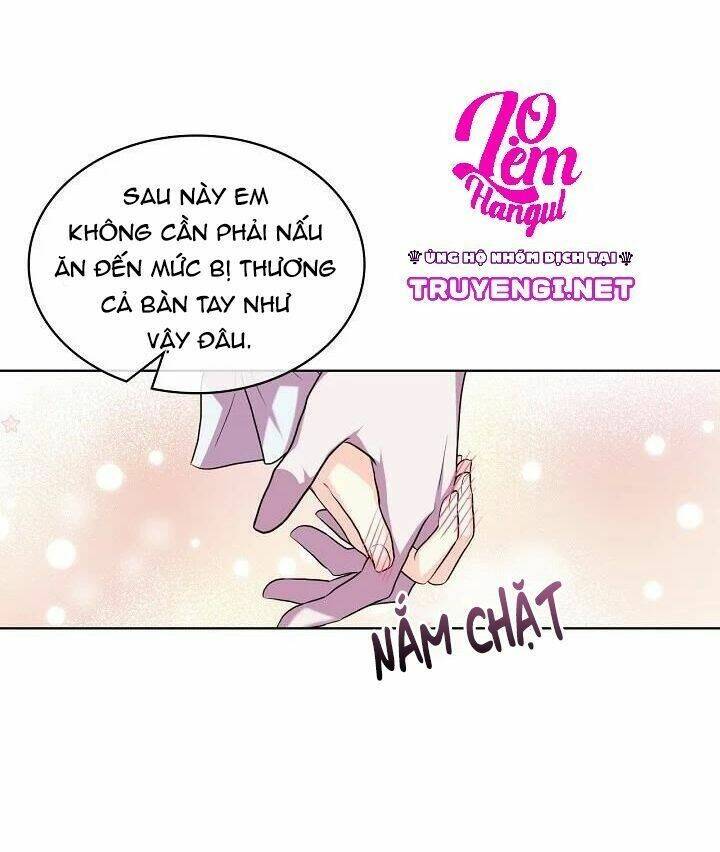 LỌ
Lem
Hangul
ỦNG HỘ NHÓM DỊCH TẠI
TRUYENGI.NET
SAU NÀY EM
KHÔNG CẦN PHẢI NẤU
ĂN ĐẾN MỨC BỊ THƯƠNG
CẢ BÀN TAY NHƯ
VẬY ĐÂU.
NẮM CHẶT